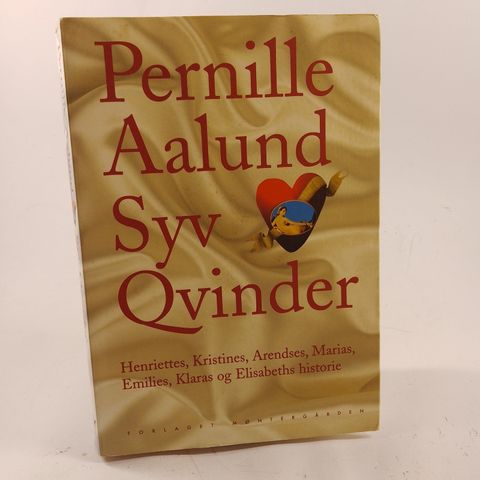 Pernille
Aalund
Syv
Qvinder
Henriettes, Kristines, Arendses, Marias,
Emilies, Klaras og Elisabeths historie
FORLAGET MØNTERGÅRDEN